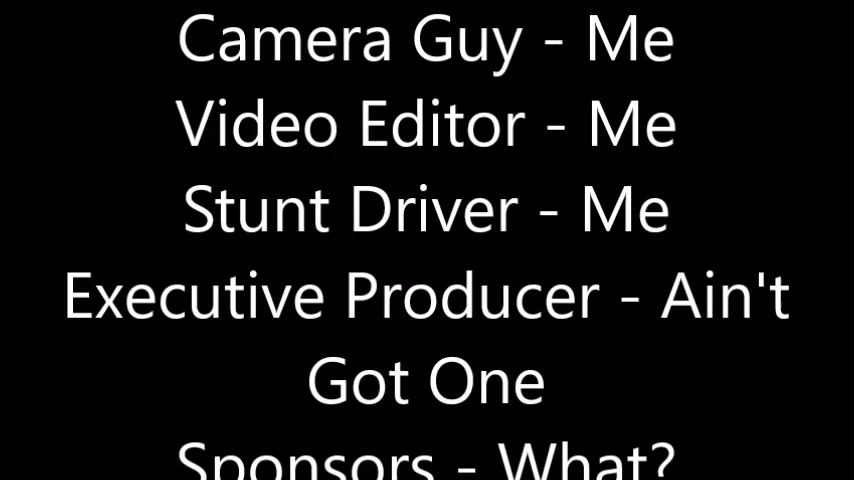 Camera Guy - Me
Video Editor - Me
Stunt Driver - Me
Executive Producer - Ain't
Got One
Sponsors - What?